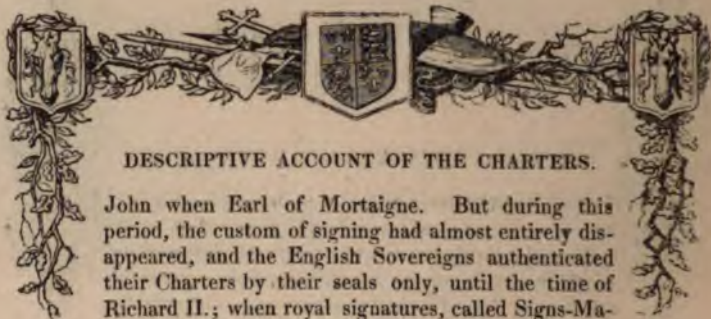 DESCRIPTIVE ACCOUNT OF THE CHARTERS.
John when Earl of Mortaigne. But during this
period, the custom of signing had almost entirely dis-
appeared, and the English Sovereigns authenticated
their Charters by their seals only, until the time of
Richard II.; when royal signatures, called Signs-Ma-